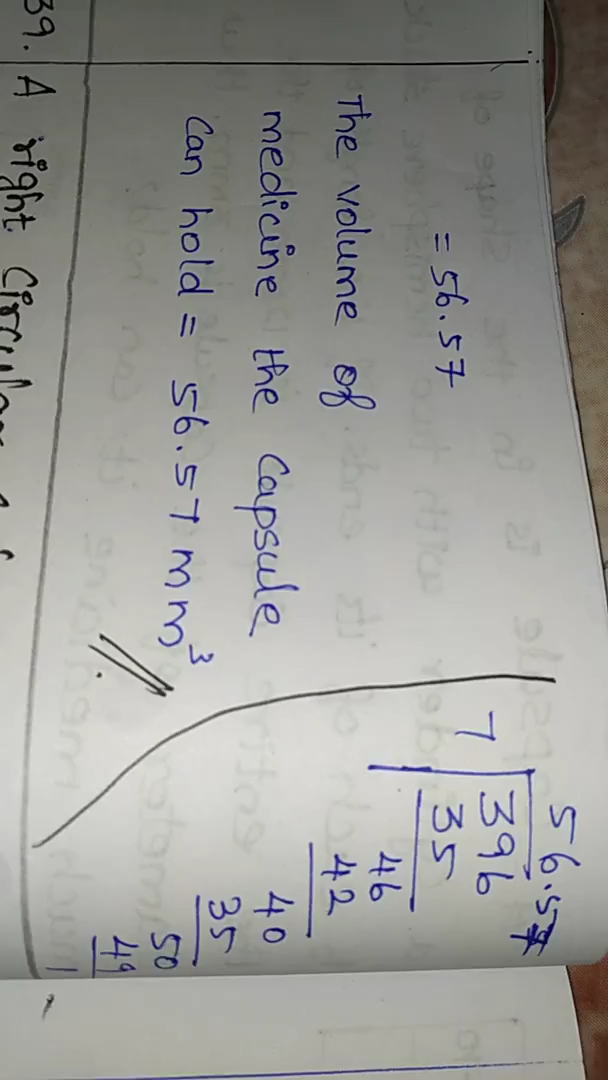 = 56.57
The volume of
medicine the Capsule
can hold = 56.57 mm³
56.57
7 396
35
46
42
40
35
50
49
1
39. A right Circular